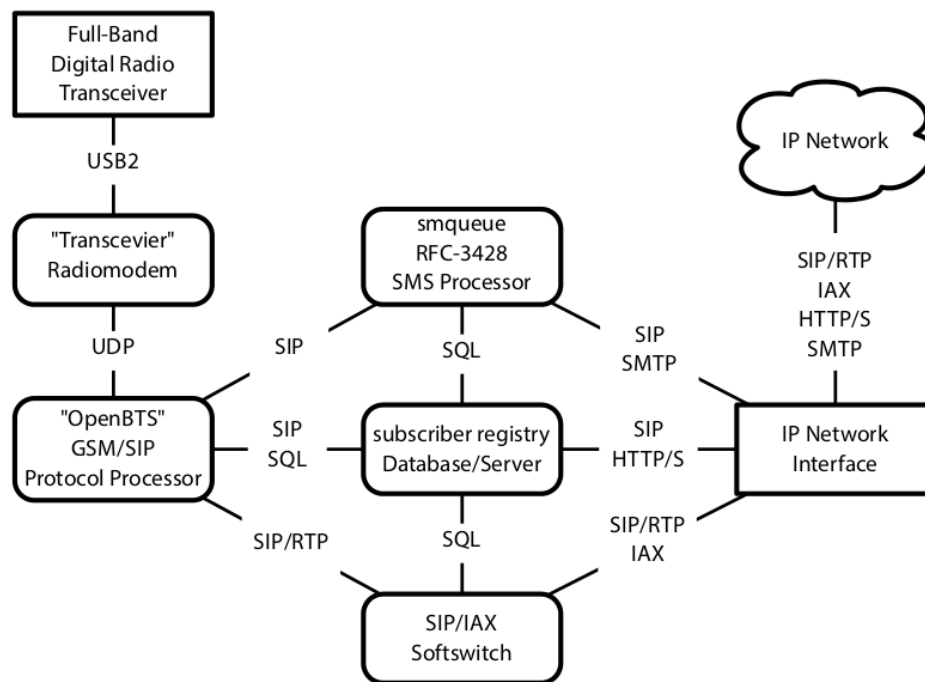 Full-Band
Digital Radio
Transceiver
USB2
"Transcevier"
Radiomodem
UDP
"OpenBTS"
GSM/SIP
Protocol Processor
SIP
SIP
SQL
SIP/RTP
smqueue
RFC-3428
SMS Processor
SQL
subscriber registry
Database/Server
SQL
SIP/IAX
Softswitch
SIP
SMTP
SIP
HTTP/S
SIP/RTP
IAX
IP Network
SIP/RTP
IAX
HTTP/S
SMTP
IP Network
Interface